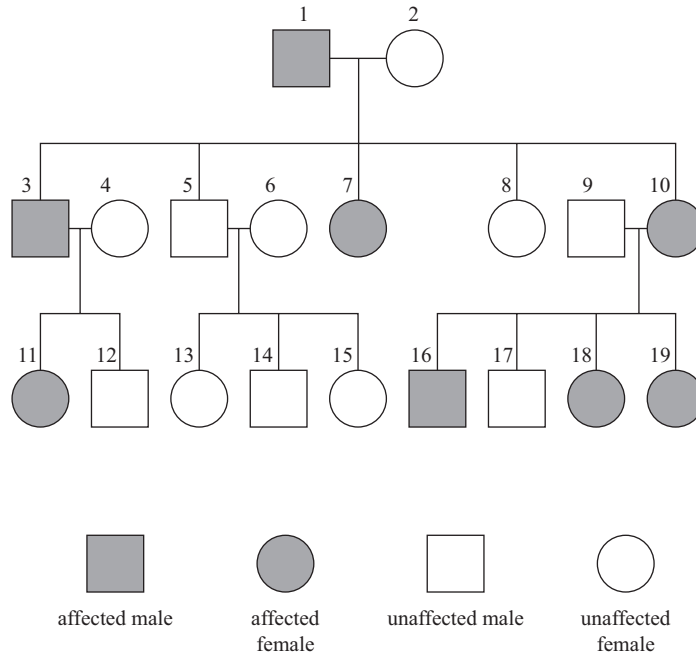 1 2
3 4 5 6 7 8 9 10
11 12 13 14 15 16 17 18 19
affected male affected female unaffected male unaffected female